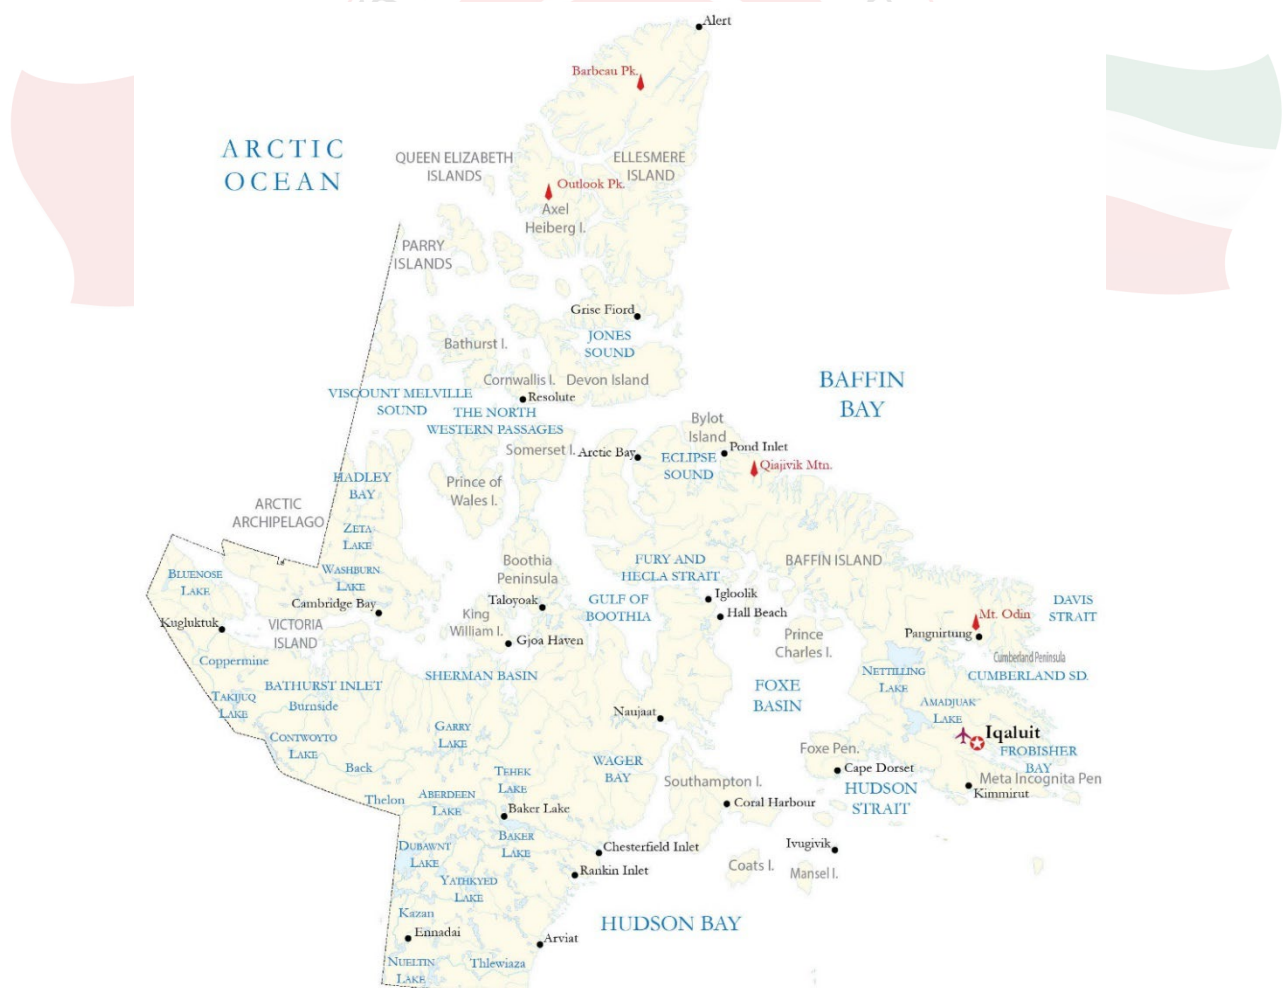 Alert
Barbeau Pk.
ARCTIC
OCEAN
QUEEN ELIZABETH
ISLANDS
ELLESMERE
ISLAND
Outlook Pk.
Axel
Heiberg I.
PARRY
ISLANDS
Grise Fiord
JONES
SOUND
Bathurst I.
Cornwallis I.
Devon Island
BAFFIN
BAY
VISCOUNT MELVILLE
SOUND
Resolute
THE NORTH
WESTERN PASSAGES
Bylot
Island
Somerset I.
Arctic Bay
ECLIPSE
SOUND
Pond Inlet
Qiajivik Mtn.
HADLEY
BAY
Prince of
Wales I.
ARCTIC
ARCHIPELAGO
ZETA
LAKE
BLUENOSE
LAKE
WASHBURN
LAKE
Boothia
Peninsula
FURY AND
HECLA STRAIT
BAFFIN ISLAND
Cambridge Bay
Taloyoak
GULF OF
BOOTHIA
Igloolik
Hall Beach
DAVIS
STRAIT
Mt. Odin
Kugluktuk
VICTORIA
ISLAND
King
William I.
Gjoa Haven
Prince
Charles I.
Pangnirtung
Cumberland Peninsula
CUMBERLAND SD.
Coppermine
BATHURST INLET
SHERMAN BASIN
FOXE
BASIN
NETTILLING
LAKE
TAKIJUQ
LAKE
Burnside
AMADJUAK
LAKE
Naujaat
GARRY
LAKE
Iqaluit
FROBISHER
BAY
CONTWOYTO
LAKE
Back
Foxe Pen.
WAGER
BAY
TEHEK
LAKE
Southampton I.
Cape Dorset
Meta Incognita Pen
Kimmirut
HUDSON
STRAIT
Thelon
ABERDEEN
LAKE
Baker Lake
Coral Harbour
BAKER
LAKE
DUBAWNT
LAKE
Chesterfield Inlet
Ivugivik
Rankin Inlet
Coats I.
Mansel I.
YATHKYED
LAKE
Kazan
HUDSON BAY
Ennadai
Arviat
NUELTIN
LAKE
Thlewiaza